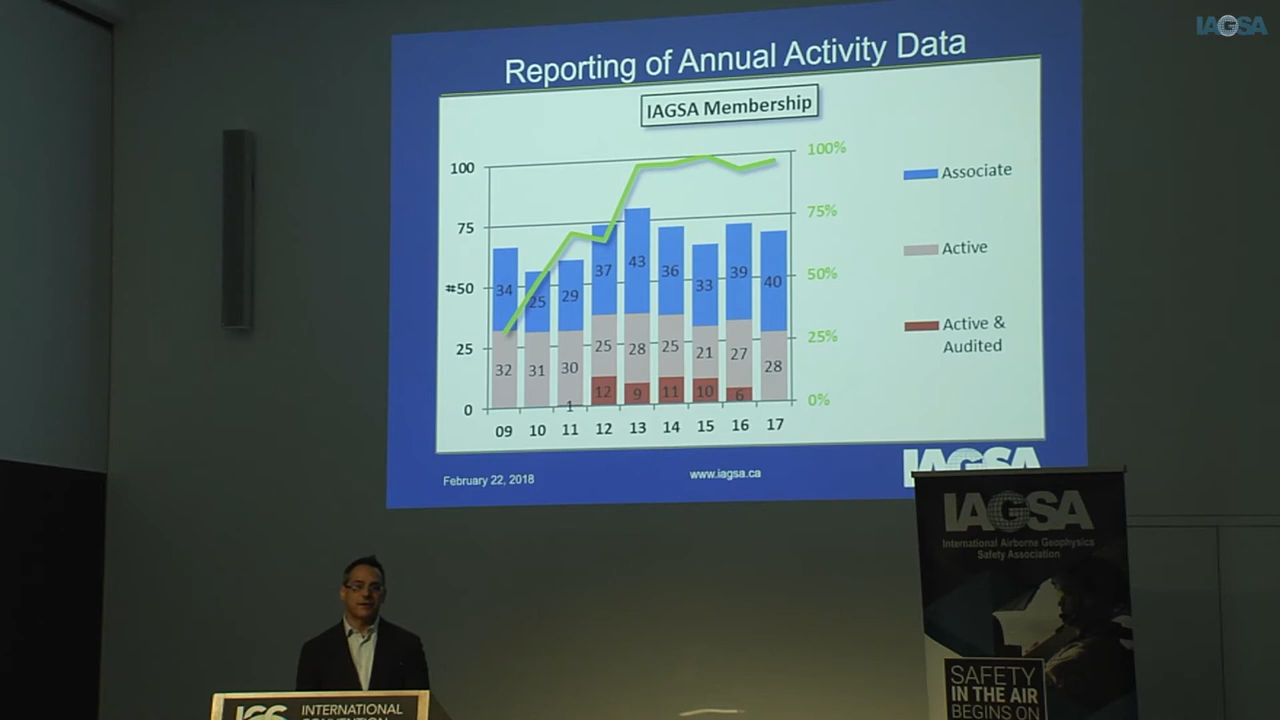 IAGSA
Reporting of Annual Activity Data
IAGSA Membership
100
75
#50
25
0
100%
75%
50%
25%
0%
34 25 29 37 43 36 33 39 40
32 31 30 25 28 25 21 27 28
1 12 9 11 10 6
09 10 11 12 13 14 15 16 17
Associate
Active
Active &
Audited
February 22, 2018
www.iagsa.ca
IAGSA
IAGSA
International Airborne Geophysics
Safety Association
SAFETY
IN THE AIR
BEGINS ON
INTERNATIONAL
CONVENTION